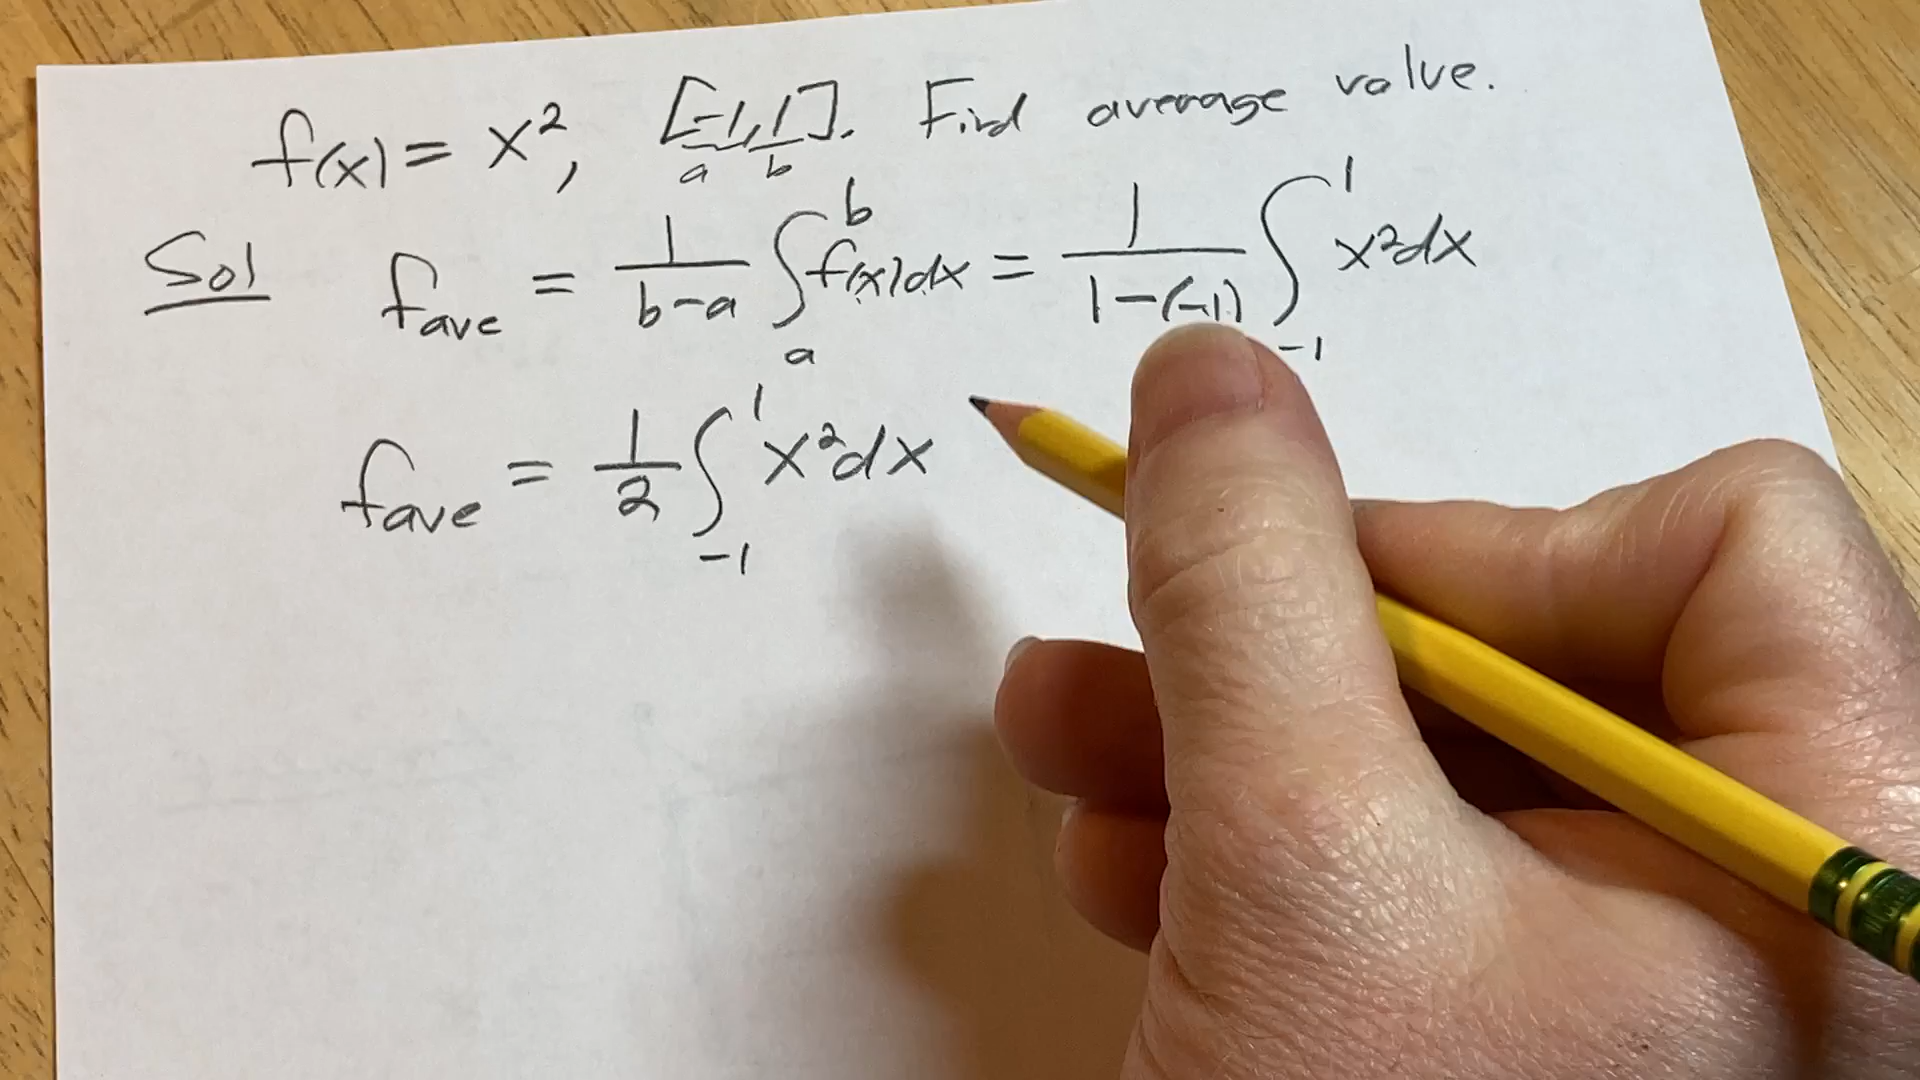 f(x) = x², [-1, 1]. Find average value.
a b
Sol f_ave = 1/(b-a) ∫_a^b f(x)dx = 1/(1-(-1)) ∫_-1^1 x²dx
f_ave = 1/2 ∫_-1^1 x²dx